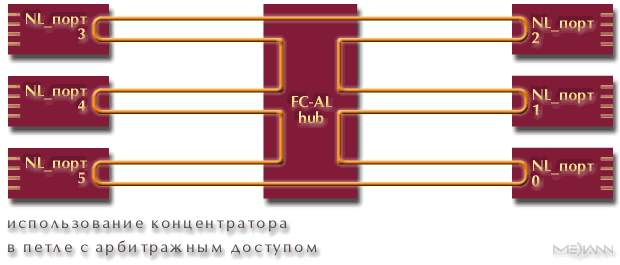 NL_порт
3
NL_порт
2
NL_порт
4
FC-AL
hub
NL_порт
1
NL_порт
5
NL_порт
0
использование концентратора
в петле с арбитражным доступом